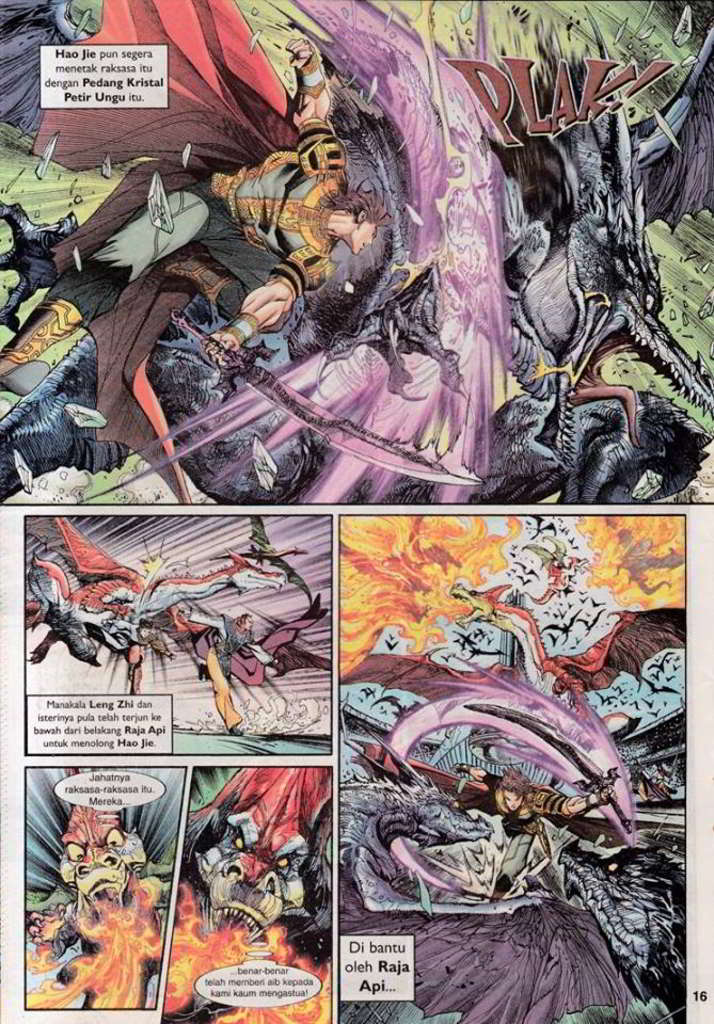 Hao Jie pun segera
menetak raksasa itu
dengan Pedang Kristal
Petir Ungu itu.
PLAK
Manakala Leng Zhi dan
isterinya pula telah terjun ke
bawah dari belakang Raja Api
untuk menolong Hao Jie.
Jahatnya
raksasa-raksasa itu.
Mereka...
...benar-benar
telah memberi aib kepada
kami kaum mengastua!
Di bantu
oleh Raja
Api...
16